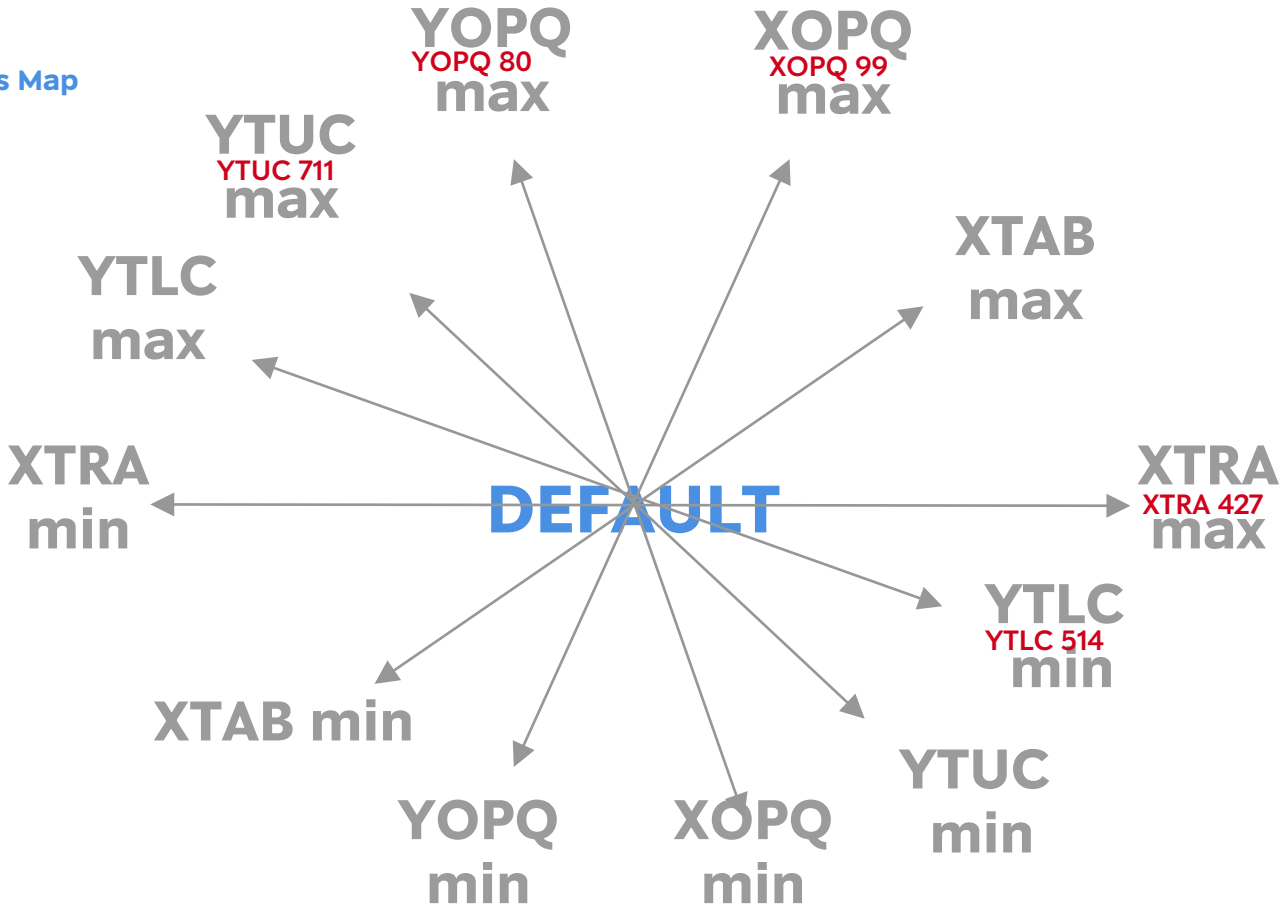 s Map
YOPQ
YOPQ 80
max
XOPQ
XOPQ 99
max
YTUC
YTUC 711
max
XTAB
max
YTLC
max
XTRA
min
DEFAULT
XTRA
XTRA 427
max
YTLC
YTLC 514
min
XTAB min
YTUC
min
YOPQ
min
XOPQ
min